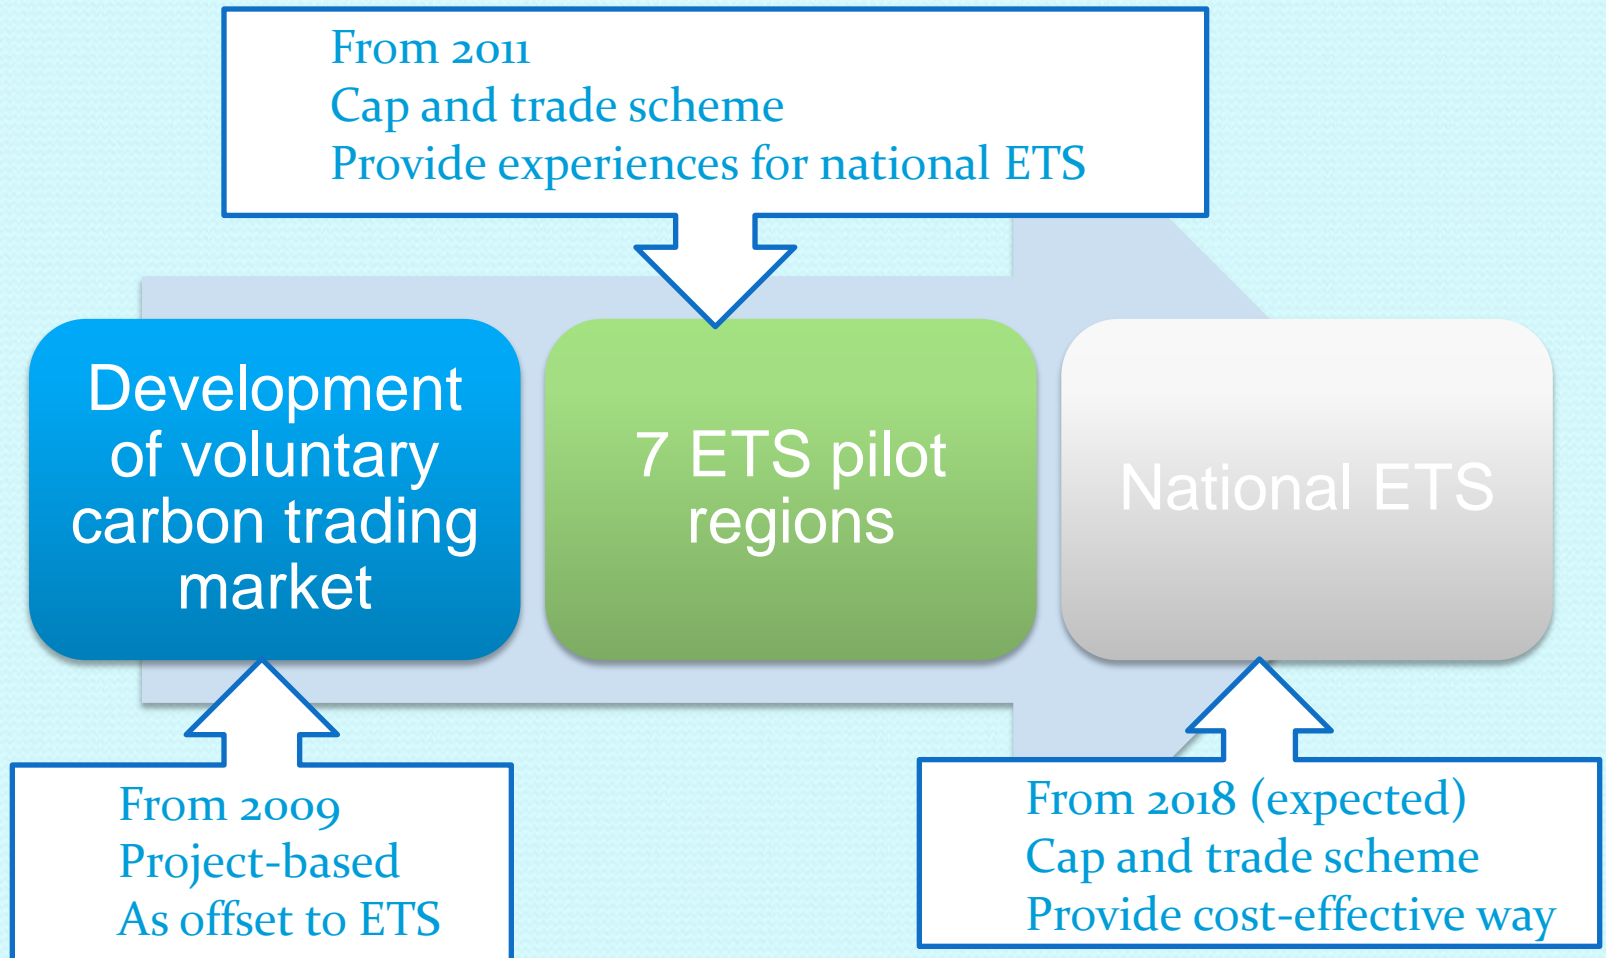 From 2011
Cap and trade scheme
Provide experiences for national ETS
Development
of voluntary
carbon trading
market
7 ETS pilot
regions
National ETS
From 2009
Project-based
As offset to ETS
From 2018 (expected)
Cap and trade scheme
Provide cost-effective way